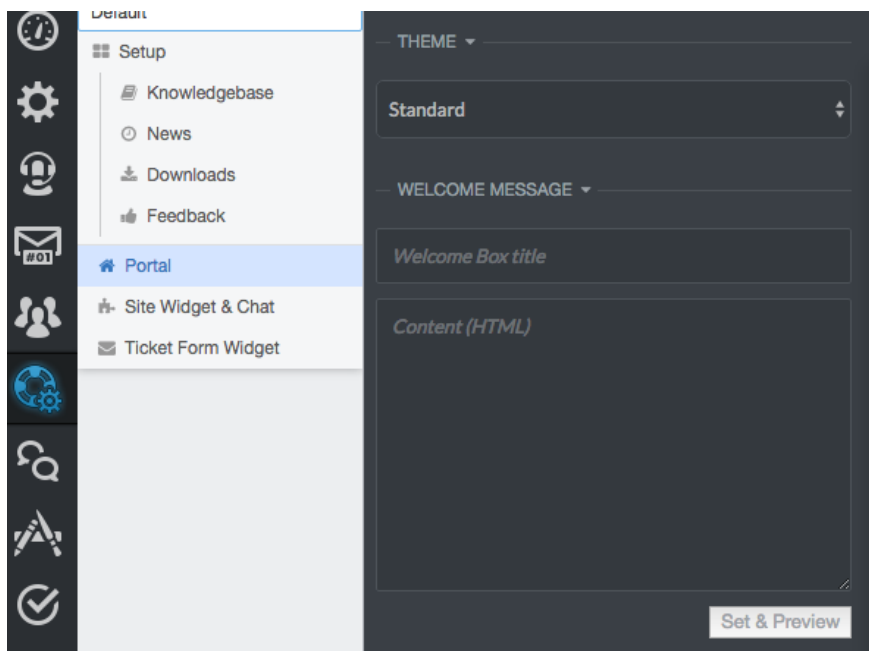 Default
Setup
Knowledgebase
News
Downloads
Feedback
Portal
Site Widget & Chat
Ticket Form Widget
#01
THEME
Standard
WELCOME MESSAGE
Welcome Box title
Content (HTML)
Set & Preview